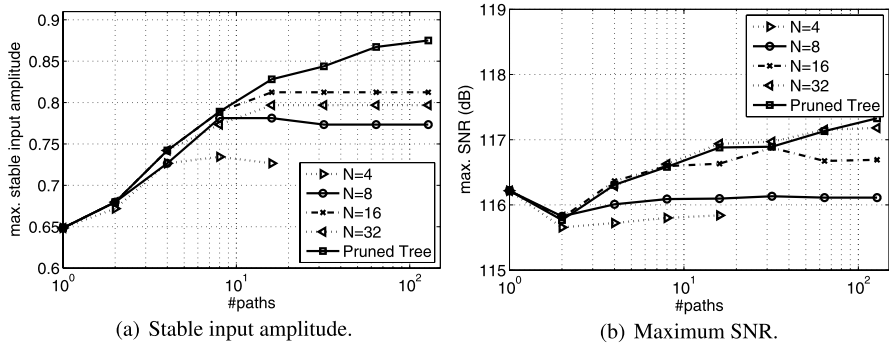 max. stable input amplitude
0.9
0.85
0.8
0.75
0.7
0.65
0.6
10^0
10^1
10^2
#paths
N=4
N=8
N=16
N=32
Pruned Tree
(a) Stable input amplitude.
max. SNR (dB)
119
118
117
116
115
10^0
10^1
10^2
#paths
N=4
N=8
N=16
N=32
Pruned Tree
(b) Maximum SNR.